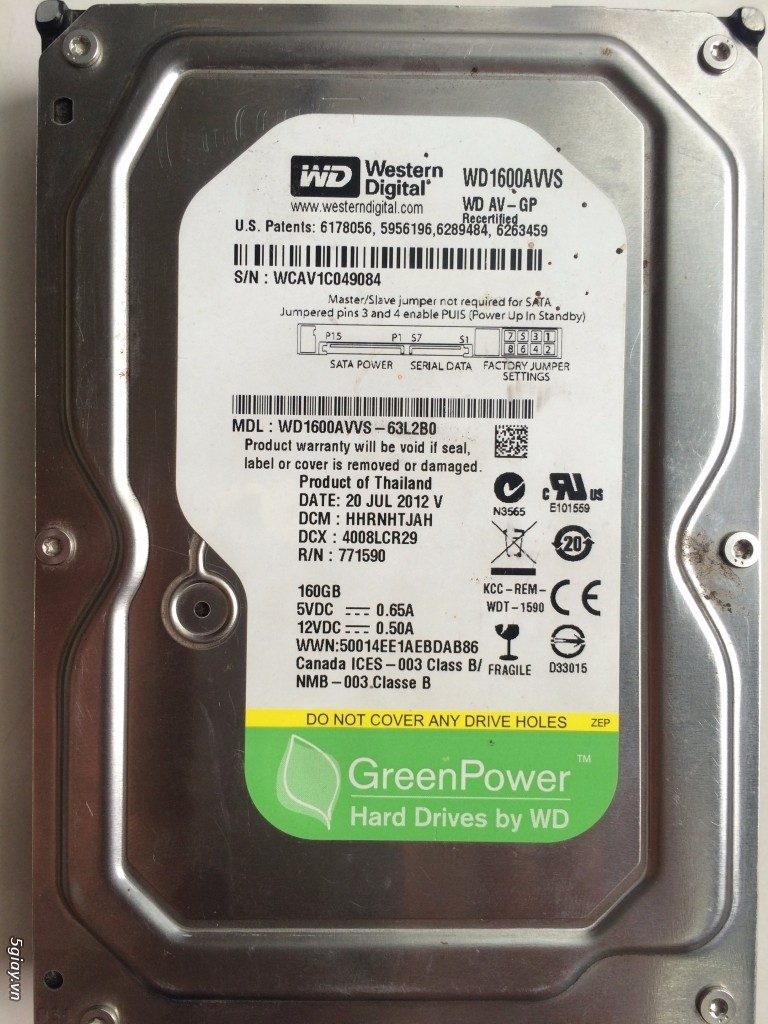 WD Western Digital®
WD1600AVVS
www.westerndigital.com
WD AV-GP
Recertified
U.S. Patents: 6178056, 5956196,6289484, 6263459
S/N : WCAV1C049084
Master/Slave jumper not required for SATA
Jumpered pins 3 and 4 enable PUIS (Power Up In Standby)
P15 P1 S7 S1 7 5 3 1
8 6 4 2
SATA POWER SERIAL DATA FACTORY JUMPER
SETTINGS
MDL : WD1600AVVS-63L2B0
Product warranty will be void if seal,
label or cover is removed or damaged.
Product of Thailand
DATE: 20 JUL 2012 V
DCM : HHRNHTJAH
DCX : 4008LCR29
R/N : 771590
N3565
c RU us
E101559
20
160GB
5VDC ⎓ 0.65A
12VDC ⎓ 0.50A
WWN:50014EE1AEBDAB86
Canada ICES-003 Class B/
NMB-003 Classe B
KCC-REM-
WDT-1590
CE
FRAGILE
D33015
DO NOT COVER ANY DRIVE HOLES ZEP
GreenPower™
Hard Drives by WD
5giay.vn